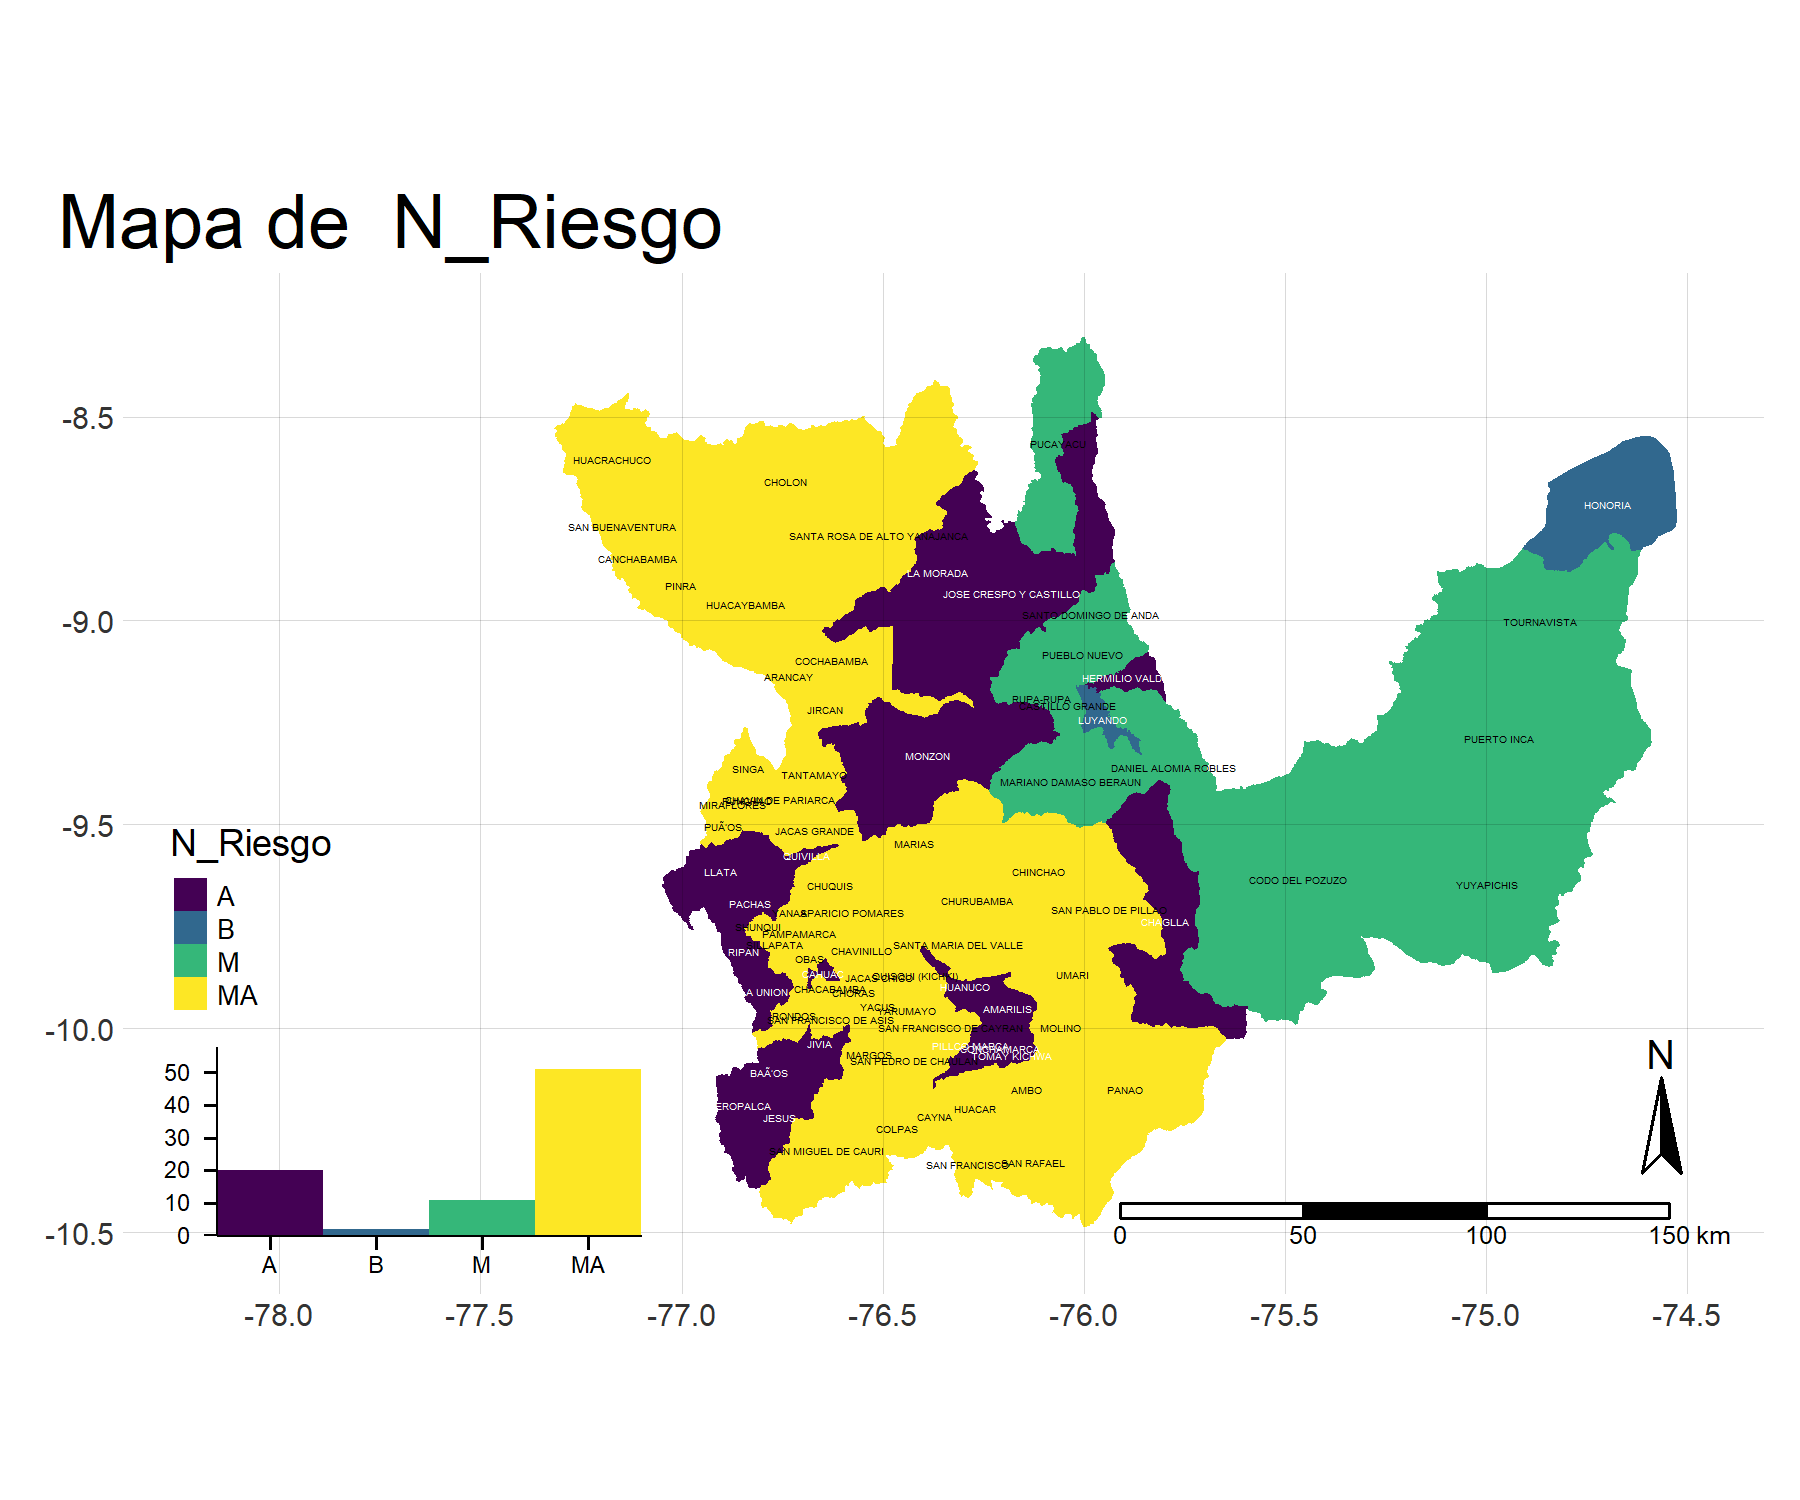 Mapa de  N_Riesgo
-8.5
-9.0
-9.5
-10.0
-10.5
PUCAYACU
HUACRACHUCO
CHOLON
HONORIA
SAN BUENAVENTURA
SANTA ROSA DE ALTO YANAJANCA
CANCHABAMBA
LA MORADA
PINRA
JOSE CRESPO Y CASTILLO
HUACAYBAMBA
SANTO DOMINGO DE ANDA
TOURNAVISTA
PUEBLO NUEVO
COCHABAMBA
ARANCAY
HERMILIO VALD
RUPA-RUPA
CASTILLO GRANDE
JIRCAN
LUYANDO
PUERTO INCA
MONZON
SINGA
DANIEL ALOMIA ROBLES
TANTAMAYO
MARIANO DAMASO BERAUN
CHAVIN DE PARIARCA
MIRAFLORES
PUÃ'OS
JACAS GRANDE
MARIAS
QUIVILLA
LLATA
CHINCHAO
CODO DEL POZUZO
YUYAPICHIS
CHUQUIS
PACHAS
CHURUBAMBA
YANAS
APARICIO POMARES
SAN PABLO DE PILLAO
CHAGLLA
SHUNQUI
PAMPAMARCA
SILLAPATA
SANTA MARIA DEL VALLE
RIPAN
CHAVINILLO
OBAS
CAHUAC
JACAS CHICO
QUISQUI (KICHKI)
UMARI
HUANUCO
A UNION
CHACABAMBA
CHORAS
YACUS
YARUMAYO
AMARILIS
RONDOS
SAN FRANCISCO DE ASIS
SAN FRANCISCO DE CAYRAN
MOLINO
JIVIA
PILLCO MARCA
CONCHAMARCA
MARGOS
TOMAY KICHWA
SAN PEDRO DE CHAULAN
BAÃ'OS
AMBO
PANAO
EROPALCA
HUACAR
JESUS
CAYNA
COLPAS
SAN MIGUEL DE CAURI
SAN FRANCISCO
SAN RAFAEL
N_Riesgo
A
B
M
MA
50
40
30
20
10
0
A
B
M
MA
N
0
50
100
150 km
-78.0
-77.5
-77.0
-76.5
-76.0
-75.5
-75.0
-74.5